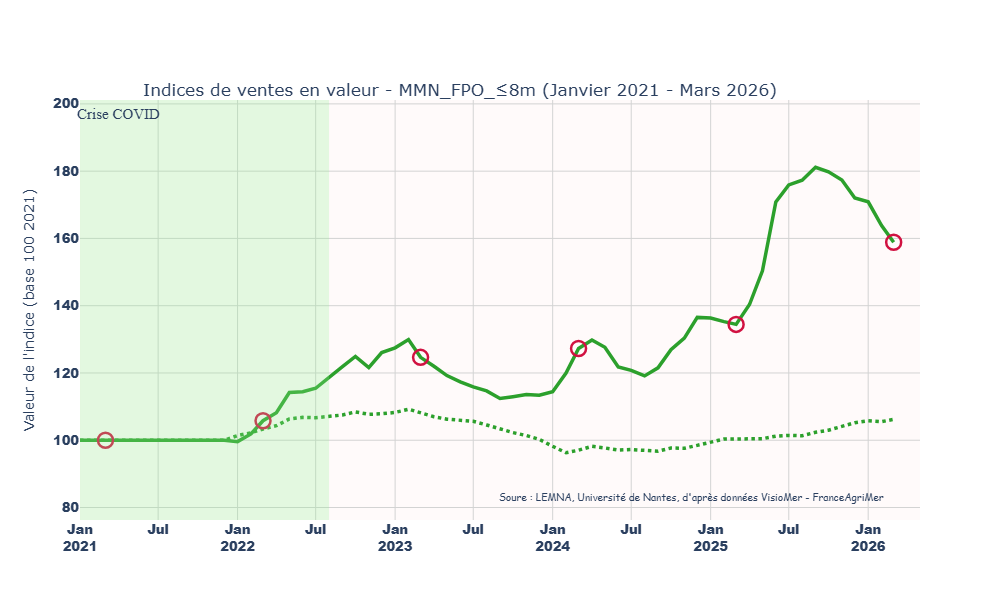 Indices de ventes en valeur - MMN_FPO_≤8m (Janvier 2021 - Mars 2026)
Crise COVID
Valeur de l'indice (base 100 2021)
200
180
160
140
120
100
80
Soure : LEMNA, Université de Nantes, d'après données VisioMer - FranceAgriMer
Jan Jul Jan Jul Jan Jul Jan Jul Jan Jul Jan
2021 2022 2023 2024 2025 2026